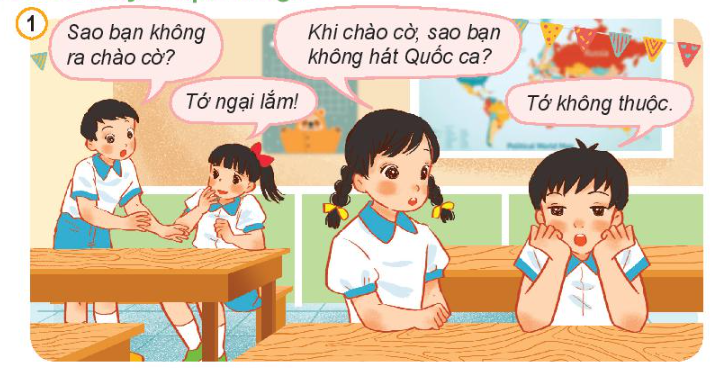 1
Sao bạn không
ra chào cờ?
Tớ ngại lắm!
Khi chào cờ, sao bạn
không hát Quốc ca?
Tớ không thuộc.